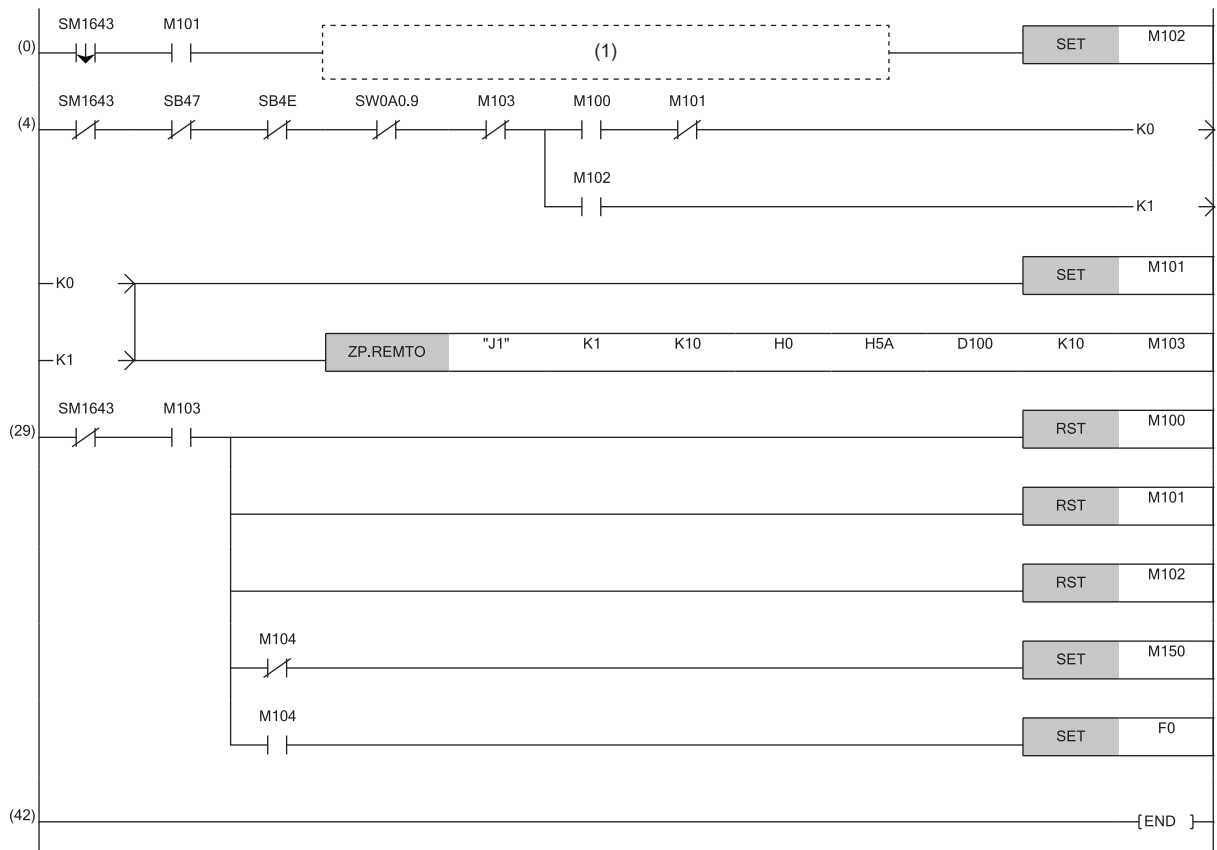 SM1643 M101
(0) (1) SET M102
SM1643 SB47 SB4E SW0A0.9 M103 M100 M101
(4) K0
M102
K1
K0 SET M101
K1 ZP.REMTO "J1" K1 K10 H0 H5A D100 K10 M103
SM1643 M103
(29) RST M100
RST M101
RST M102
M104
SET M150
M104
SET F0
(42) [END ]